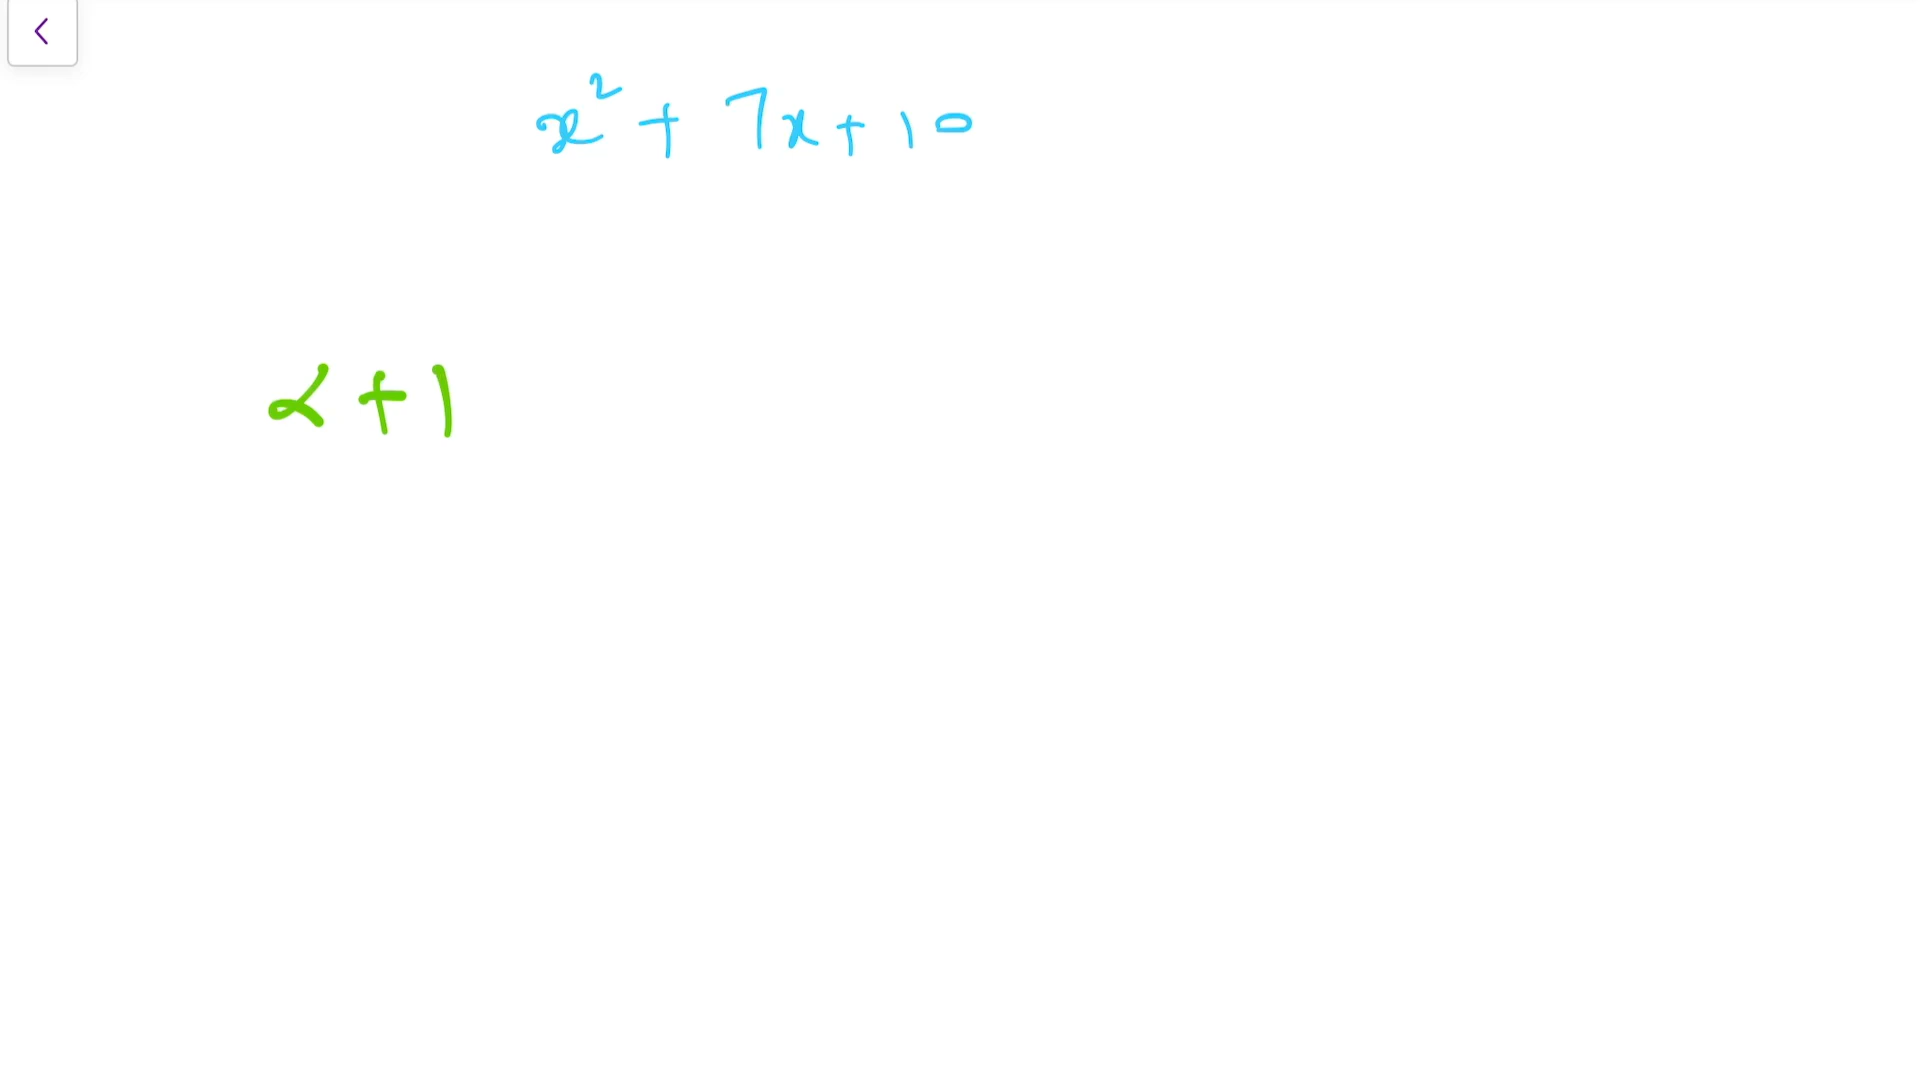 x² + 7x + 10
α + 1